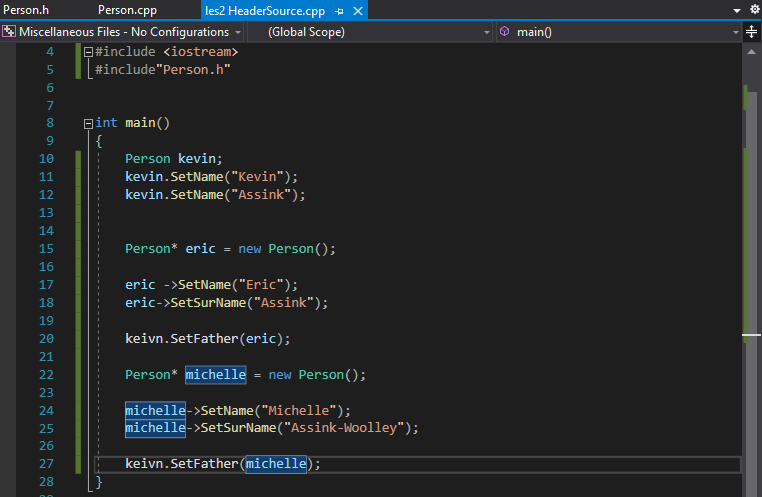 Person.h Person.cpp les2 HeaderSource.cpp
Miscellaneous Files - No Configurations (Global Scope) main()
4 #include <iostream>
5 #include"Person.h"
6
7
8 int main()
9 {
10 Person kevin;
11 kevin.SetName("Kevin");
12 kevin.SetName("Assink");
13
14
15 Person* eric = new Person();
16
17 eric ->SetName("Eric");
18 eric->SetSurName("Assink");
19
20 keivn.SetFather(eric);
21
22 Person* michelle = new Person();
23
24 michelle->SetName("Michelle");
25 michelle->SetSurName("Assink-Woolley");
26
27 keivn.SetFather(michelle);
28 }